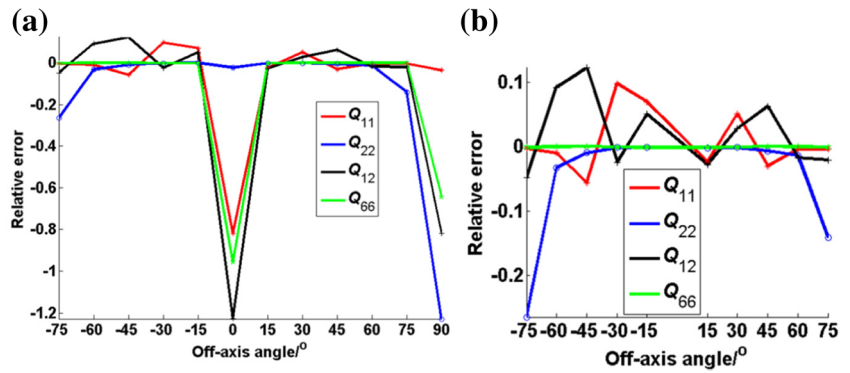 (a)
0
-0.2
-0.4
-0.6
-0.8
-1
-1.2
Relative error
Q11
Q22
Q12
Q66
-75 -60 -45 -30 -15 0 15 30 45 60 75 90
Off-axis angle/o
(b)
0.1
0
-0.1
-0.2
Relative error
Q11
Q22
Q12
Q66
-75 -60 -45 -30 -15 15 30 45 60 75
Off-axis angle/o